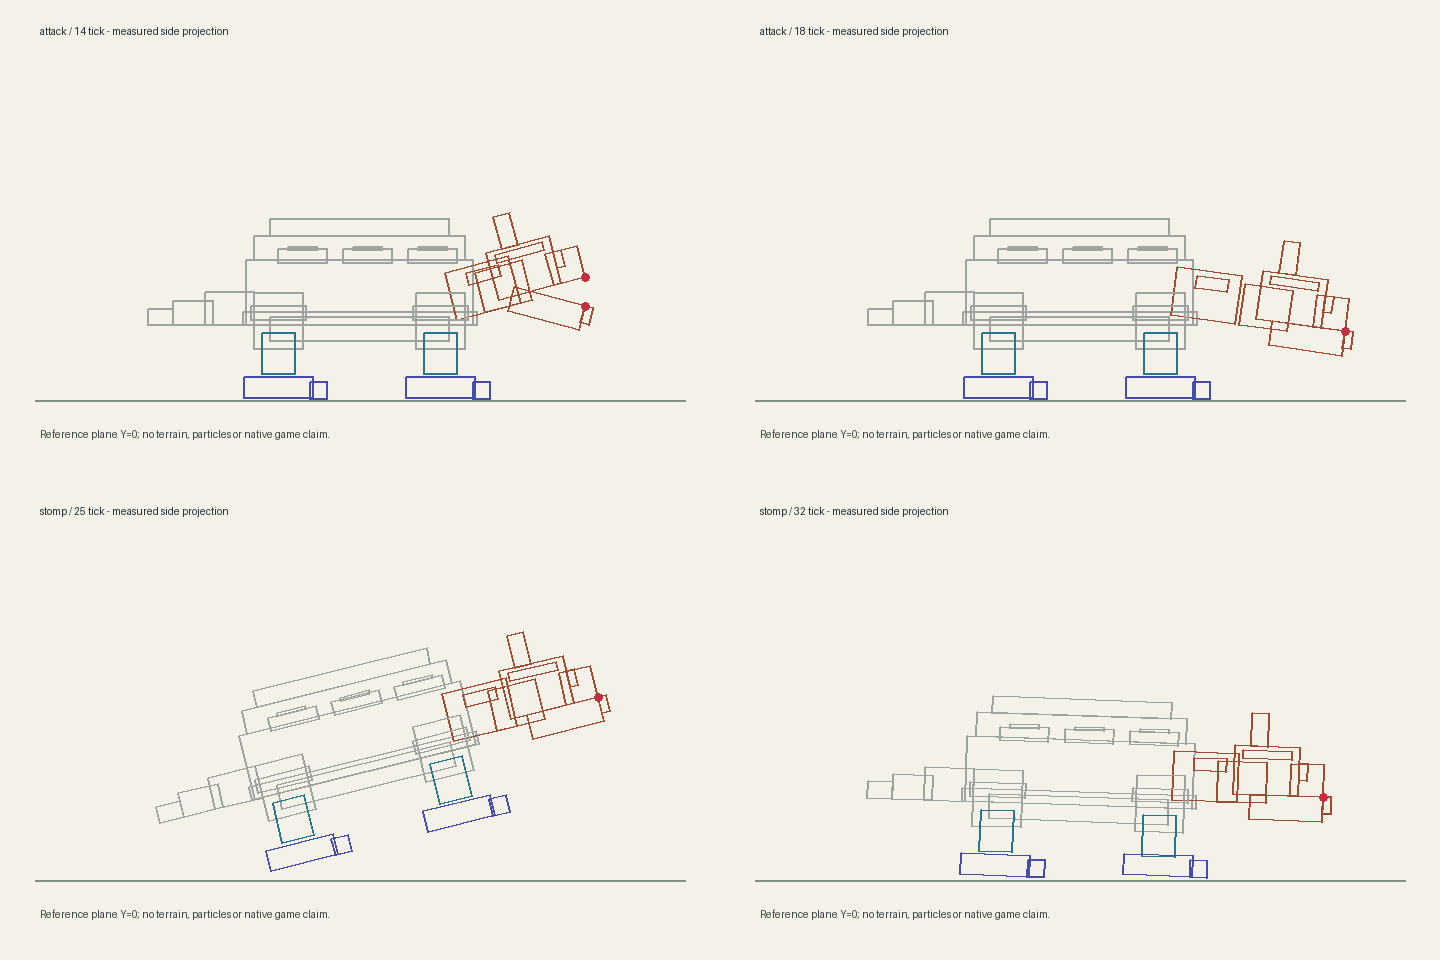 attack / 14 tick - measured side projection
attack / 18 tick - measured side projection
Reference plane Y=0; no terrain, particles or native game claim.
Reference plane Y=0; no terrain, particles or native game claim.
stomp / 25 tick - measured side projection
stomp / 32 tick - measured side projection
Reference plane Y=0; no terrain, particles or native game claim.
Reference plane Y=0; no terrain, particles or native game claim.